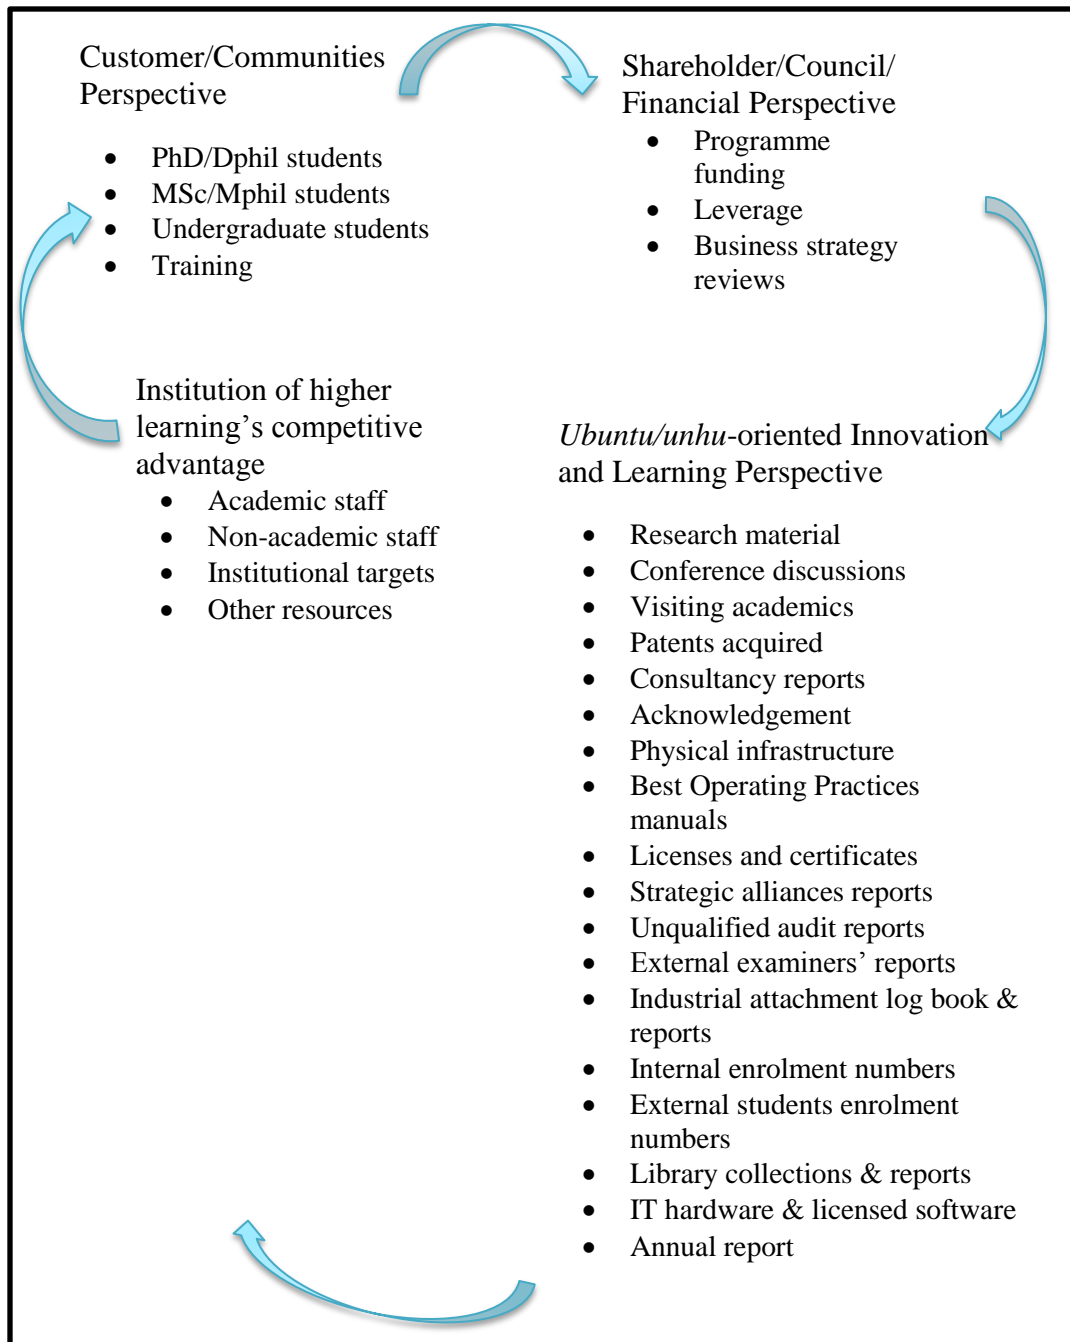 Customer/Communities
Perspective
• PhD/Dphil students
• MSc/Mphil students
• Undergraduate students
• Training
Shareholder/Council/
Financial Perspective
• Programme
funding
• Leverage
• Business strategy
reviews
Institution of higher
learning’s competitive
advantage
• Academic staff
• Non-academic staff
• Institutional targets
• Other resources
Ubuntu/unhu-oriented Innovation
and Learning Perspective
• Research material
• Conference discussions
• Visiting academics
• Patents acquired
• Consultancy reports
• Acknowledgement
• Physical infrastructure
• Best Operating Practices
manuals
• Licenses and certificates
• Strategic alliances reports
• Unqualified audit reports
• External examiners’ reports
• Industrial attachment log book &
reports
• Internal enrolment numbers
• External students enrolment
numbers
• Library collections & reports
• IT hardware & licensed software
• Annual report